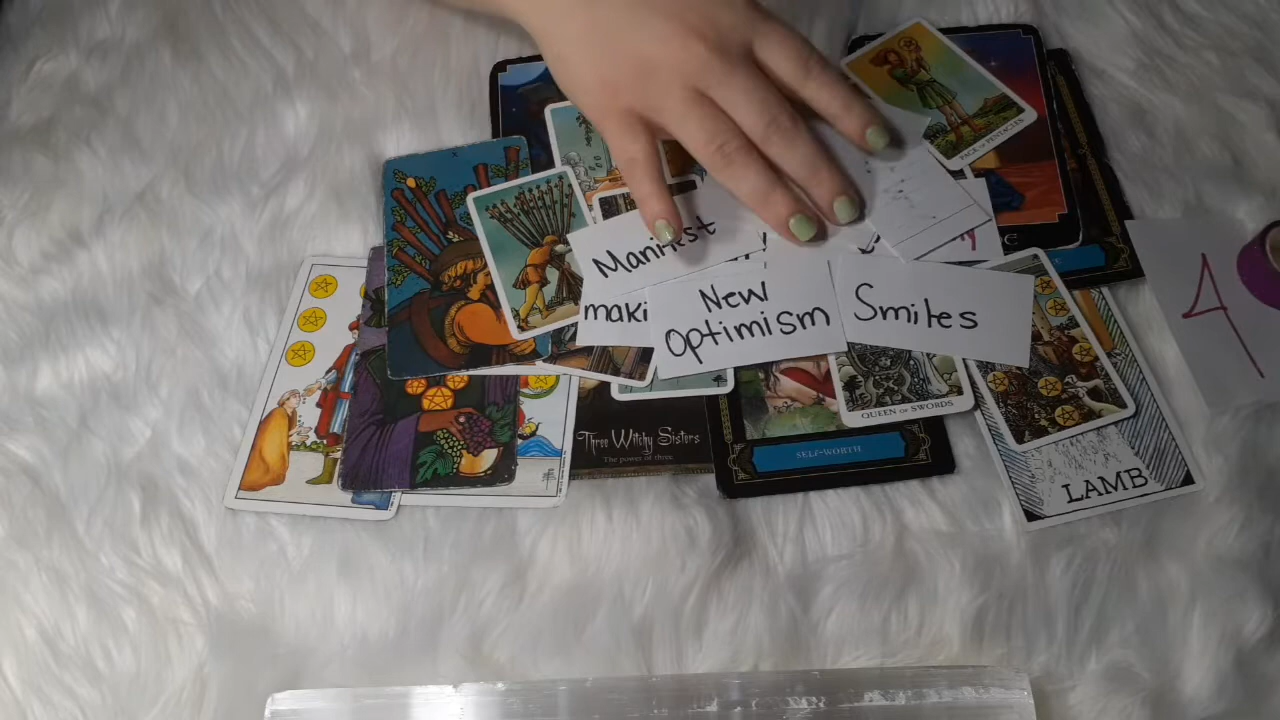 X
PAGE OF PENTACLES
Manifest
maki
New
Optimism
Smiles
4
QUEEN OF SWORDS
Three Witchy Sisters
The power of three
SELF-WORTH
LAMB